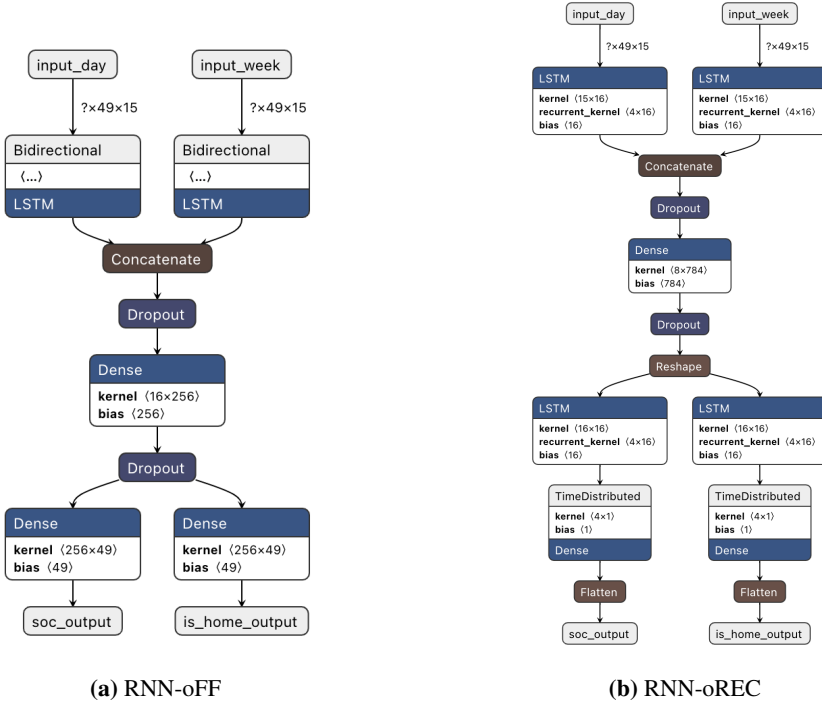 input_day
input_week
?×49×15
?×49×15
Bidirectional
⟨...⟩
LSTM
Bidirectional
⟨...⟩
LSTM
Concatenate
Dropout
Dense
kernel ⟨16×256⟩
bias ⟨256⟩
Dropout
Dense
kernel ⟨256×49⟩
bias ⟨49⟩
Dense
kernel ⟨256×49⟩
bias ⟨49⟩
soc_output
is_home_output
(a) RNN-oFF
input_day
input_week
?×49×15
?×49×15
LSTM
kernel ⟨15×16⟩
recurrent_kernel ⟨4×16⟩
bias ⟨16⟩
LSTM
kernel ⟨15×16⟩
recurrent_kernel ⟨4×16⟩
bias ⟨16⟩
Concatenate
Dropout
Dense
kernel ⟨8×784⟩
bias ⟨784⟩
Dropout
Reshape
LSTM
kernel ⟨16×16⟩
recurrent_kernel ⟨4×16⟩
bias ⟨16⟩
LSTM
kernel ⟨16×16⟩
recurrent_kernel ⟨4×16⟩
bias ⟨16⟩
TimeDistributed
kernel ⟨4×1⟩
bias ⟨1⟩
Dense
TimeDistributed
kernel ⟨4×1⟩
bias ⟨1⟩
Dense
Flatten
Flatten
soc_output
is_home_output
(b) RNN-oREC